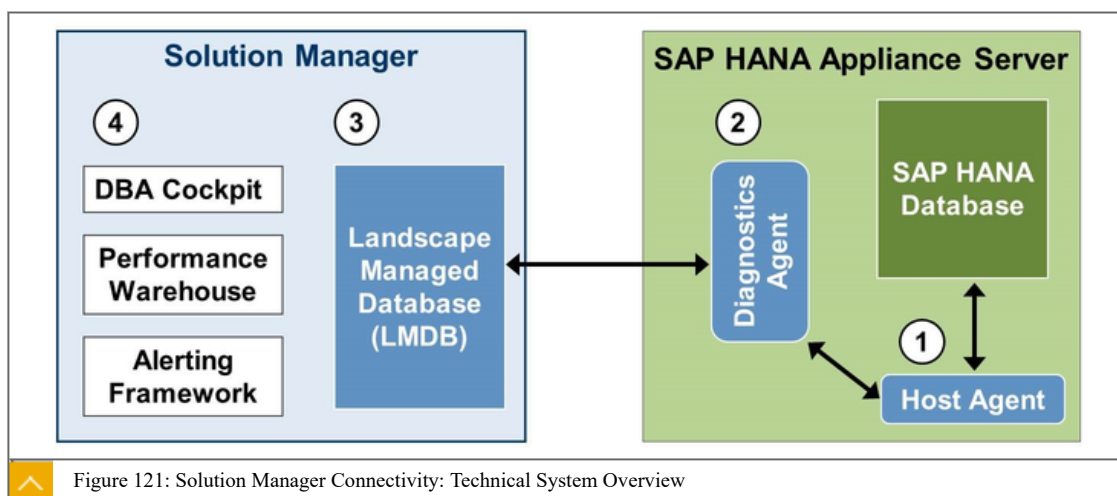 Solution Manager
4
3
DBA Cockpit
Performance
Warehouse
Alerting
Framework
Landscape
Managed
Database
(LMDB)
SAP HANA Appliance Server
2
Diagnostics
Agent
SAP HANA
Database
1
Host Agent
Figure 121: Solution Manager Connectivity: Technical System Overview